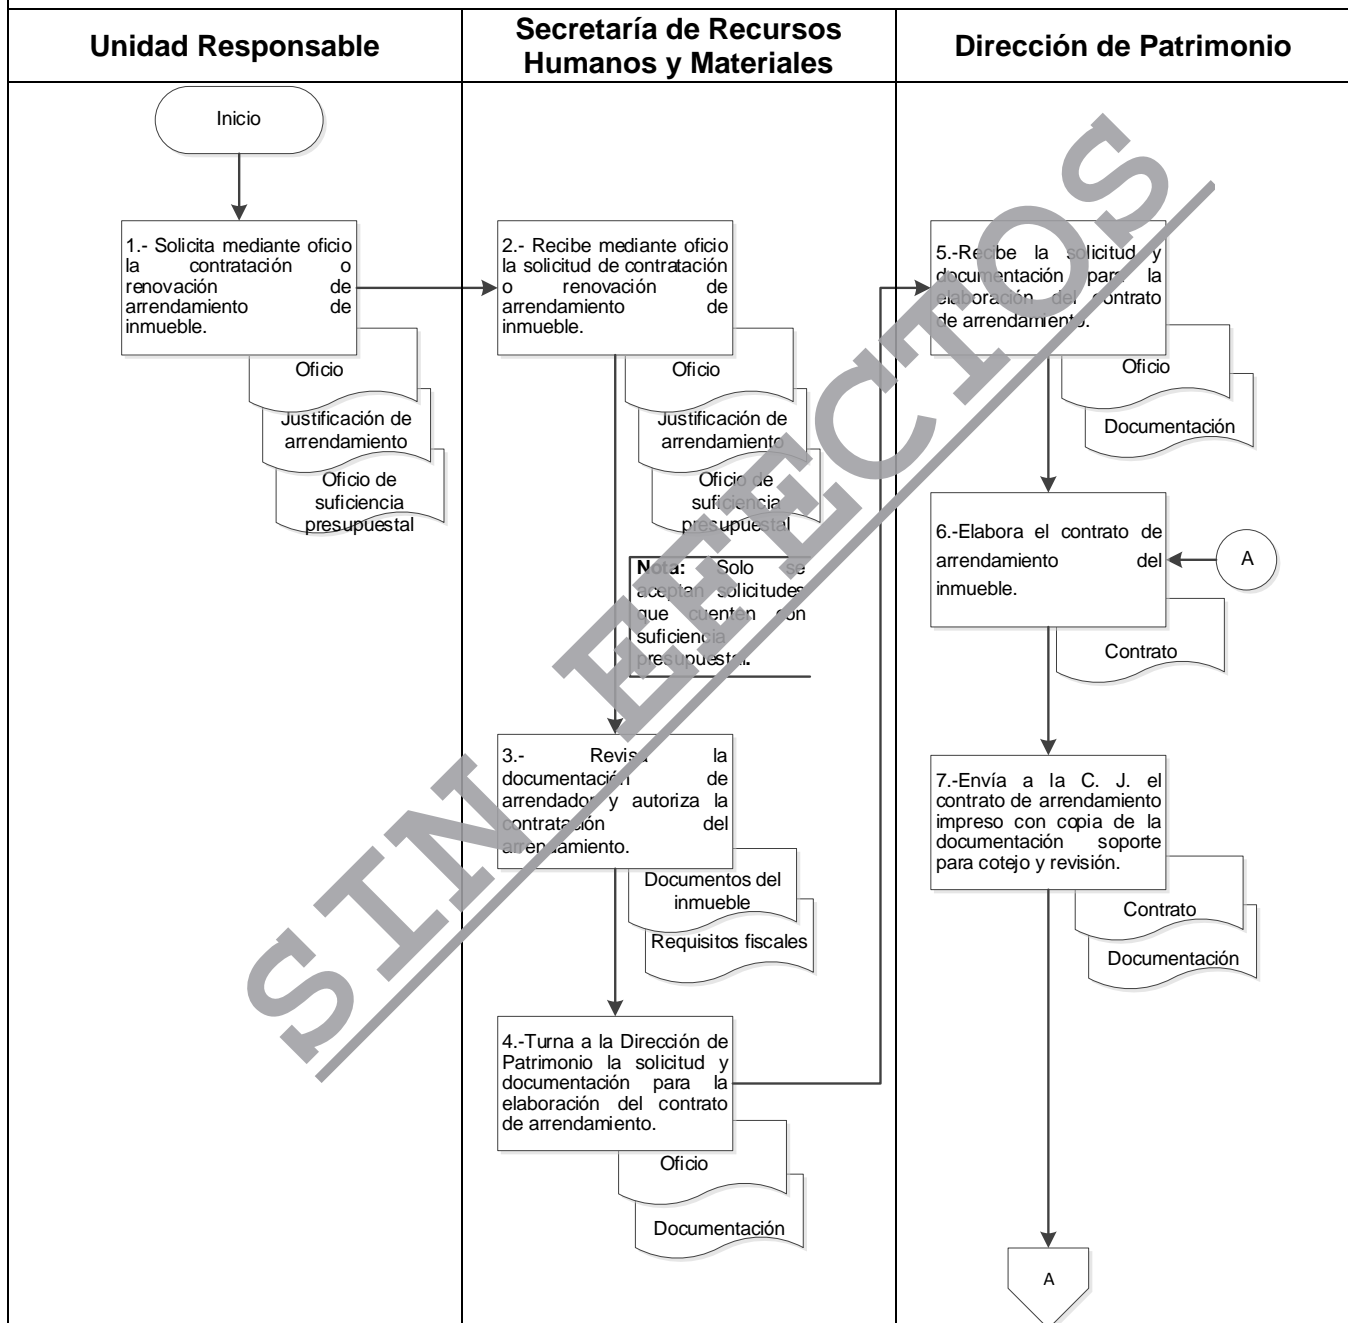 Unidad Responsable
Secretaría de Recursos
Humanos y Materiales
Dirección de Patrimonio
Inicio
1.- Solicita mediante oficio
la contratación o
renovación de
arrendamiento de
inmueble.
Oficio
Justificación de
arrendamiento
Oficio de
suficiencia
presupuestal
2.- Recibe mediante oficio
la solicitud de contratación
o renovación de
arrendamiento de
inmueble.
Oficio
Justificación de
arrendamiento
Oficio de
suficiencia
presupuestal
Nota: Solo se
aceptan solicitudes
que cuenten con
suficiencia
presupuestal.
3.- Revisa la
documentación de
arrendador y autoriza la
contratación del
arrendamiento.
Documentos del
inmueble
Requisitos fiscales
4.-Turna a la Dirección de
Patrimonio la solicitud y
documentación para la
elaboración del contrato
de arrendamiento.
Oficio
Documentación
5.-Recibe la solicitud y
documentación para la
elaboración del contrato
de arrendamiento.
Oficio
Documentación
6.-Elabora el contrato de
arrendamiento del
inmueble.
A
Contrato
7.-Envía a la C. J. el
contrato de arrendamiento
impreso con copia de la
documentación soporte
para cotejo y revisión.
Contrato
Documentación
A
SIN EFECTOS